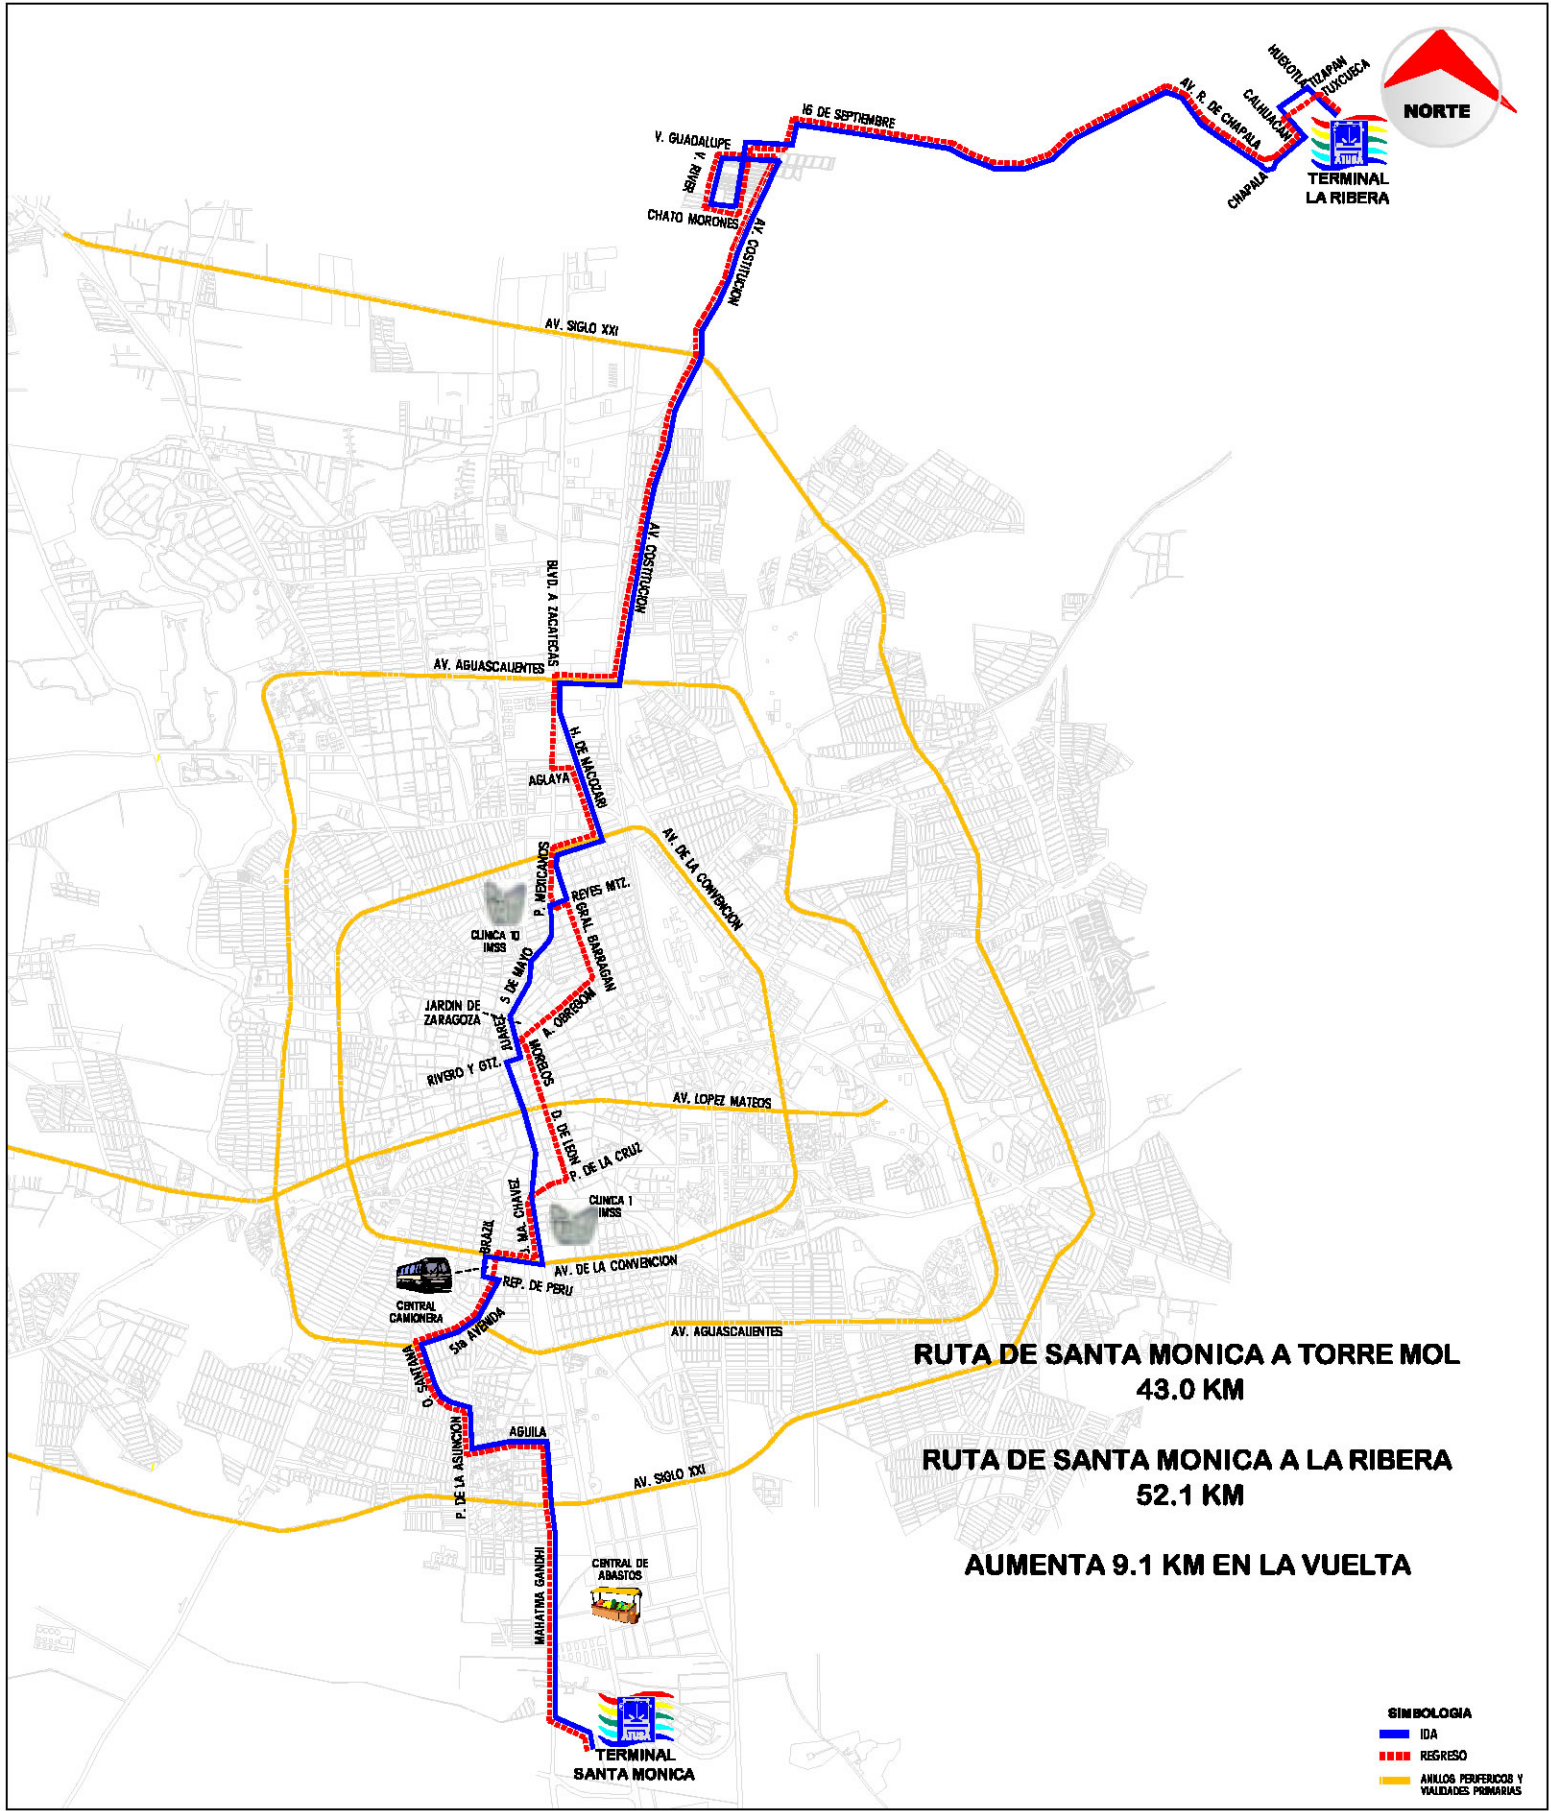 HUEXOTLA
TIZAPAN
TUXCUECA
NORTE
AV. R. DE CHAPALA
CALHUACAN
16 DE SEPTIEMBRE
V. GUADALUPE
V. RIVER
CHATO MORONES
CHAPALA
ATUSA
TERMINAL
LA RIBERA
AV. COSTITUCION
AV. SIGLO XXI
AV. COSTITUCION
BLVD. A ZACATECAS
AV. AGUASCALIENTES
H. DE NACOZARI
AGLAYA
AV. DE LA CONVENCION
P. MEXICANOS
REYES MTZ.
GRAL. BARRAGAN
CLINICA 10
IMSS
5 DE MAYO
JARDIN DE
ZARAGOZA
JUAREZ
A. OBREGOM
MORELOS
RIVERO Y GTZ.
AV. LOPEZ MATEOS
D. DE LEON
P. DE LA CRUZ
J. MA. CHAVEZ
CLINICA 1
IMSS
BRAZIL
AV. DE LA CONVENCION
REP. DE PERU
CENTRAL
CAMIONERA
5ta AVENIDA
AV. AGUASCALIENTES
O. SANTANA
RUTA DE SANTA MONICA A TORRE MOL
43.0 KM
AGUILA
P. DE LA ASUNCION
RUTA DE SANTA MONICA A LA RIBERA
52.1 KM
AV. SIGLO XXI
AUMENTA 9.1 KM EN LA VUELTA
MAHATMA GANDHI
CENTRAL DE
ABASTOS
ATUSA
TERMINAL
SANTA MONICA
SIMBOLOGIA
IDA
REGRESO
ANILLOS PERIFERICOS Y
VIALIDADES PRIMARIAS